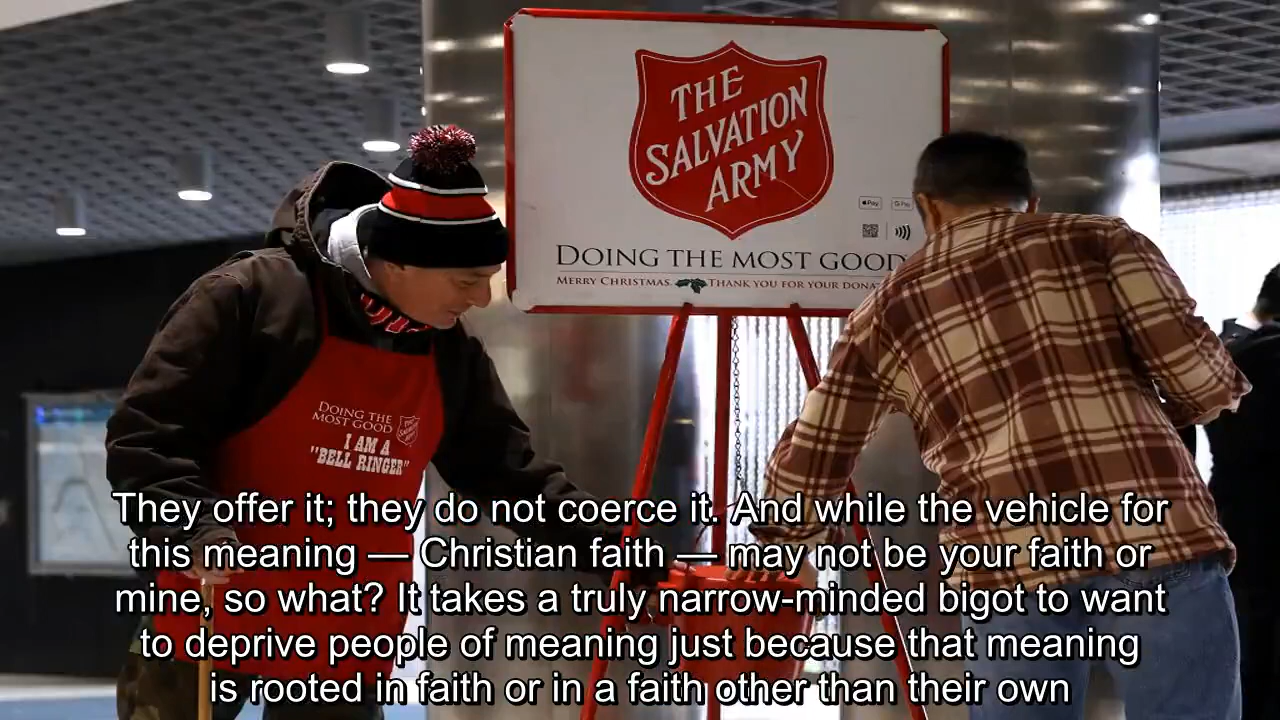 THE
SALVATION
ARMY
Pay G Pay
DOING THE MOST GOOD
MERRY CHRISTMAS. THANK YOU FOR YOUR
DOING THE
MOST GOOD
I AM A
"BELL RINGER"
They offer it; they do not coerce it. And while the vehicle for
this meaning — Christian faith — may not be your faith or
mine, so what? It takes a truly narrow-minded bigot to want
to deprive people of meaning just because that meaning
is rooted in faith or in a faith other than their own